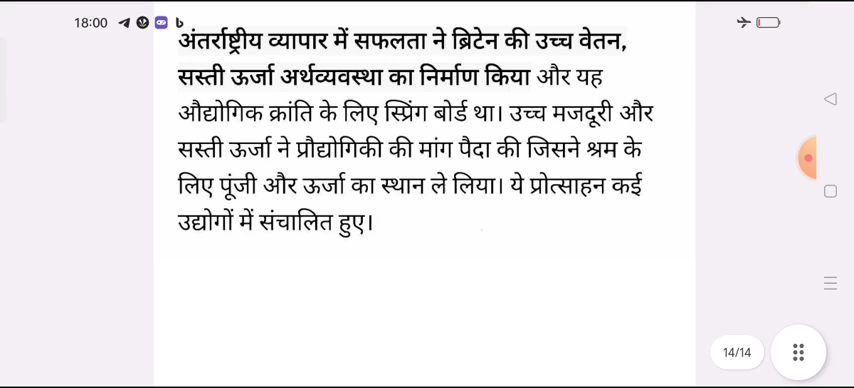 18:00
अंतर्राष्ट्रीय व्यापार में सफलता ने ब्रिटेन की उच्च वेतन,
सस्ती ऊर्जा अर्थव्यवस्था का निर्माण किया और यह
औद्योगिक क्रांति के लिए स्प्रिंग बोर्ड था। उच्च मजदूरी और
सस्ती ऊर्जा ने प्रौद्योगिकी की मांग पैदा की जिसने श्रम के
लिए पूंजी और ऊर्जा का स्थान ले लिया। ये प्रोत्साहन कई
उद्योगों में संचालित हुए।
14/14